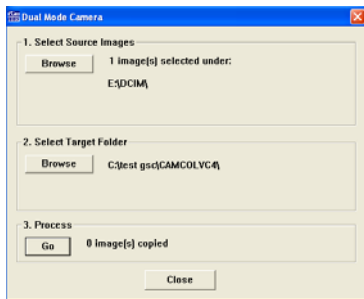 Dual Mode Camera
1. Select Source Images
Browse
1 image(s) selected under:
E:\DCIM\
2. Select Target Folder
Browse
C:\test gsc\CAMCOLVC4\
3. Process
Go
0 image(s) copied
Close